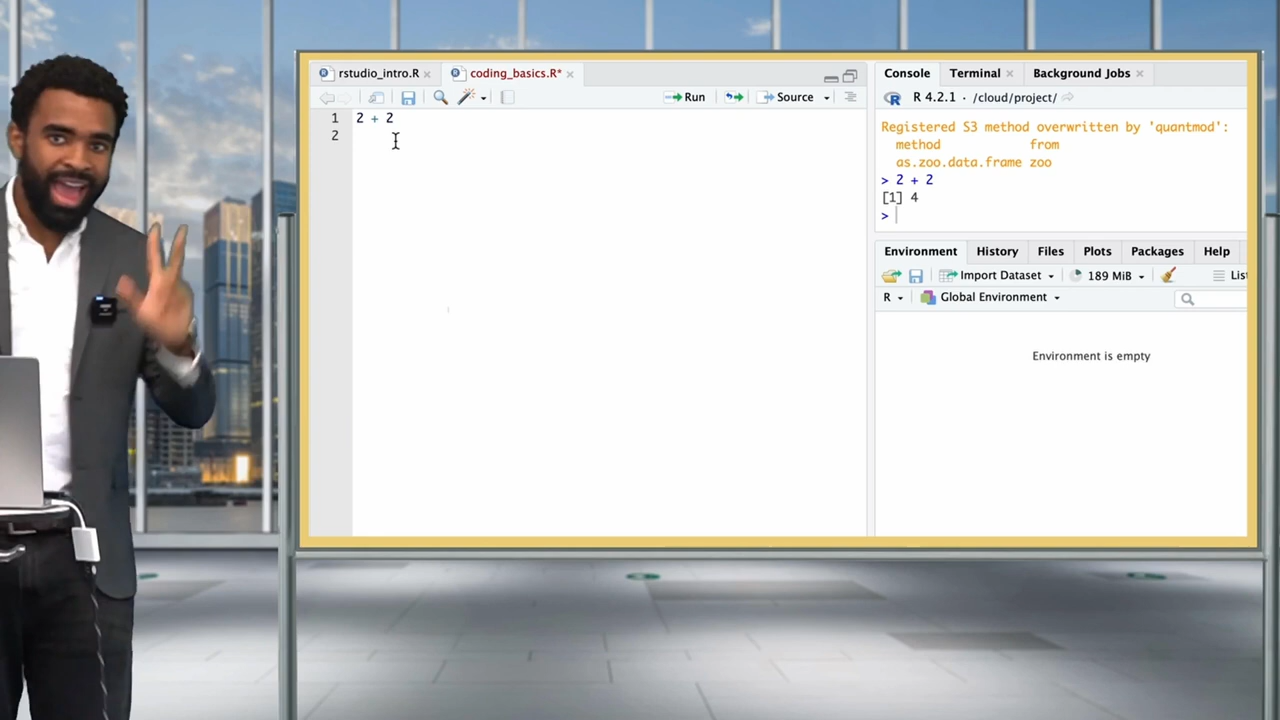 rstudio_intro.R
coding_basics.R*
Run
Source
1 2 + 2
2
Console Terminal Background Jobs
R 4.2.1 · /cloud/project/
Registered S3 method overwritten by 'quantmod':
method from
as.zoo.data.frame zoo
> 2 + 2
[1] 4
>
Environment History Files Plots Packages Help
Import Dataset 189 MiB
R Global Environment
Environment is empty